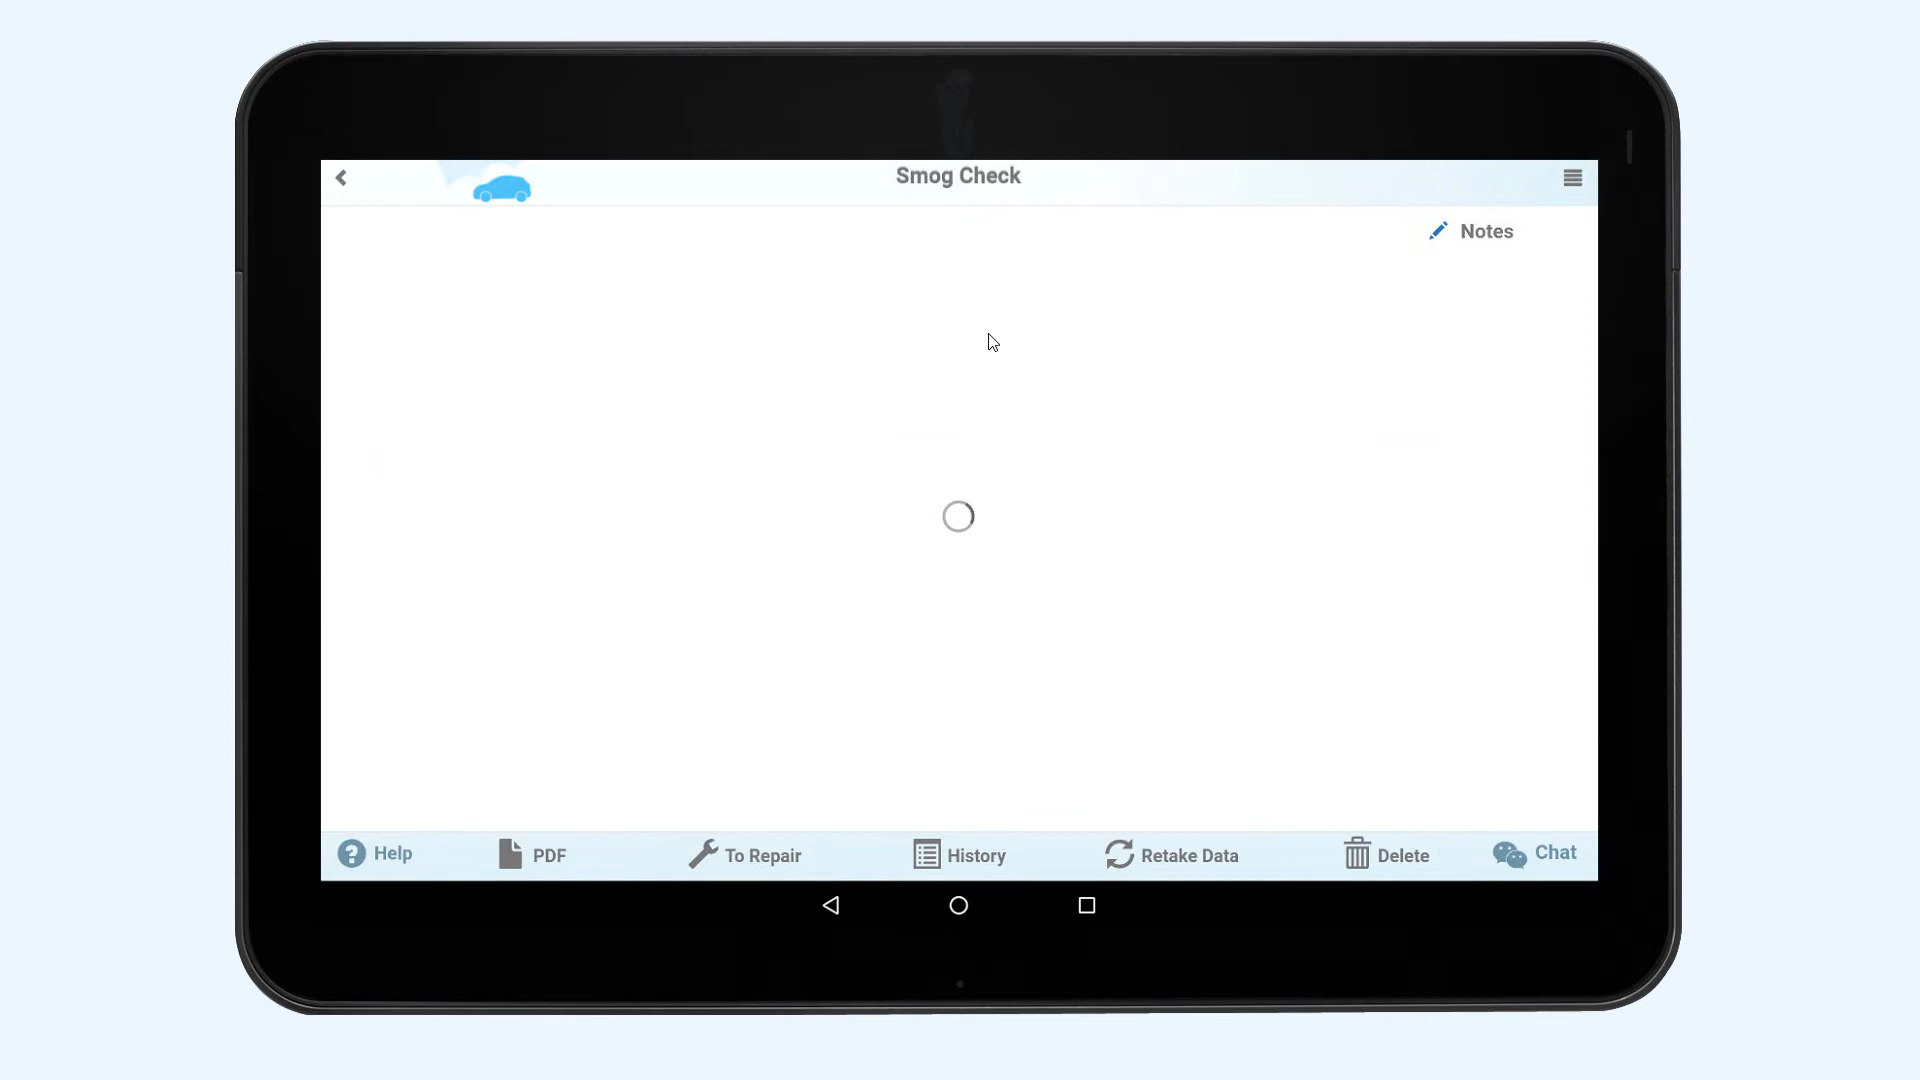 Smog Check
Notes
Help
PDF
To Repair
History
Retake Data
Delete
Chat